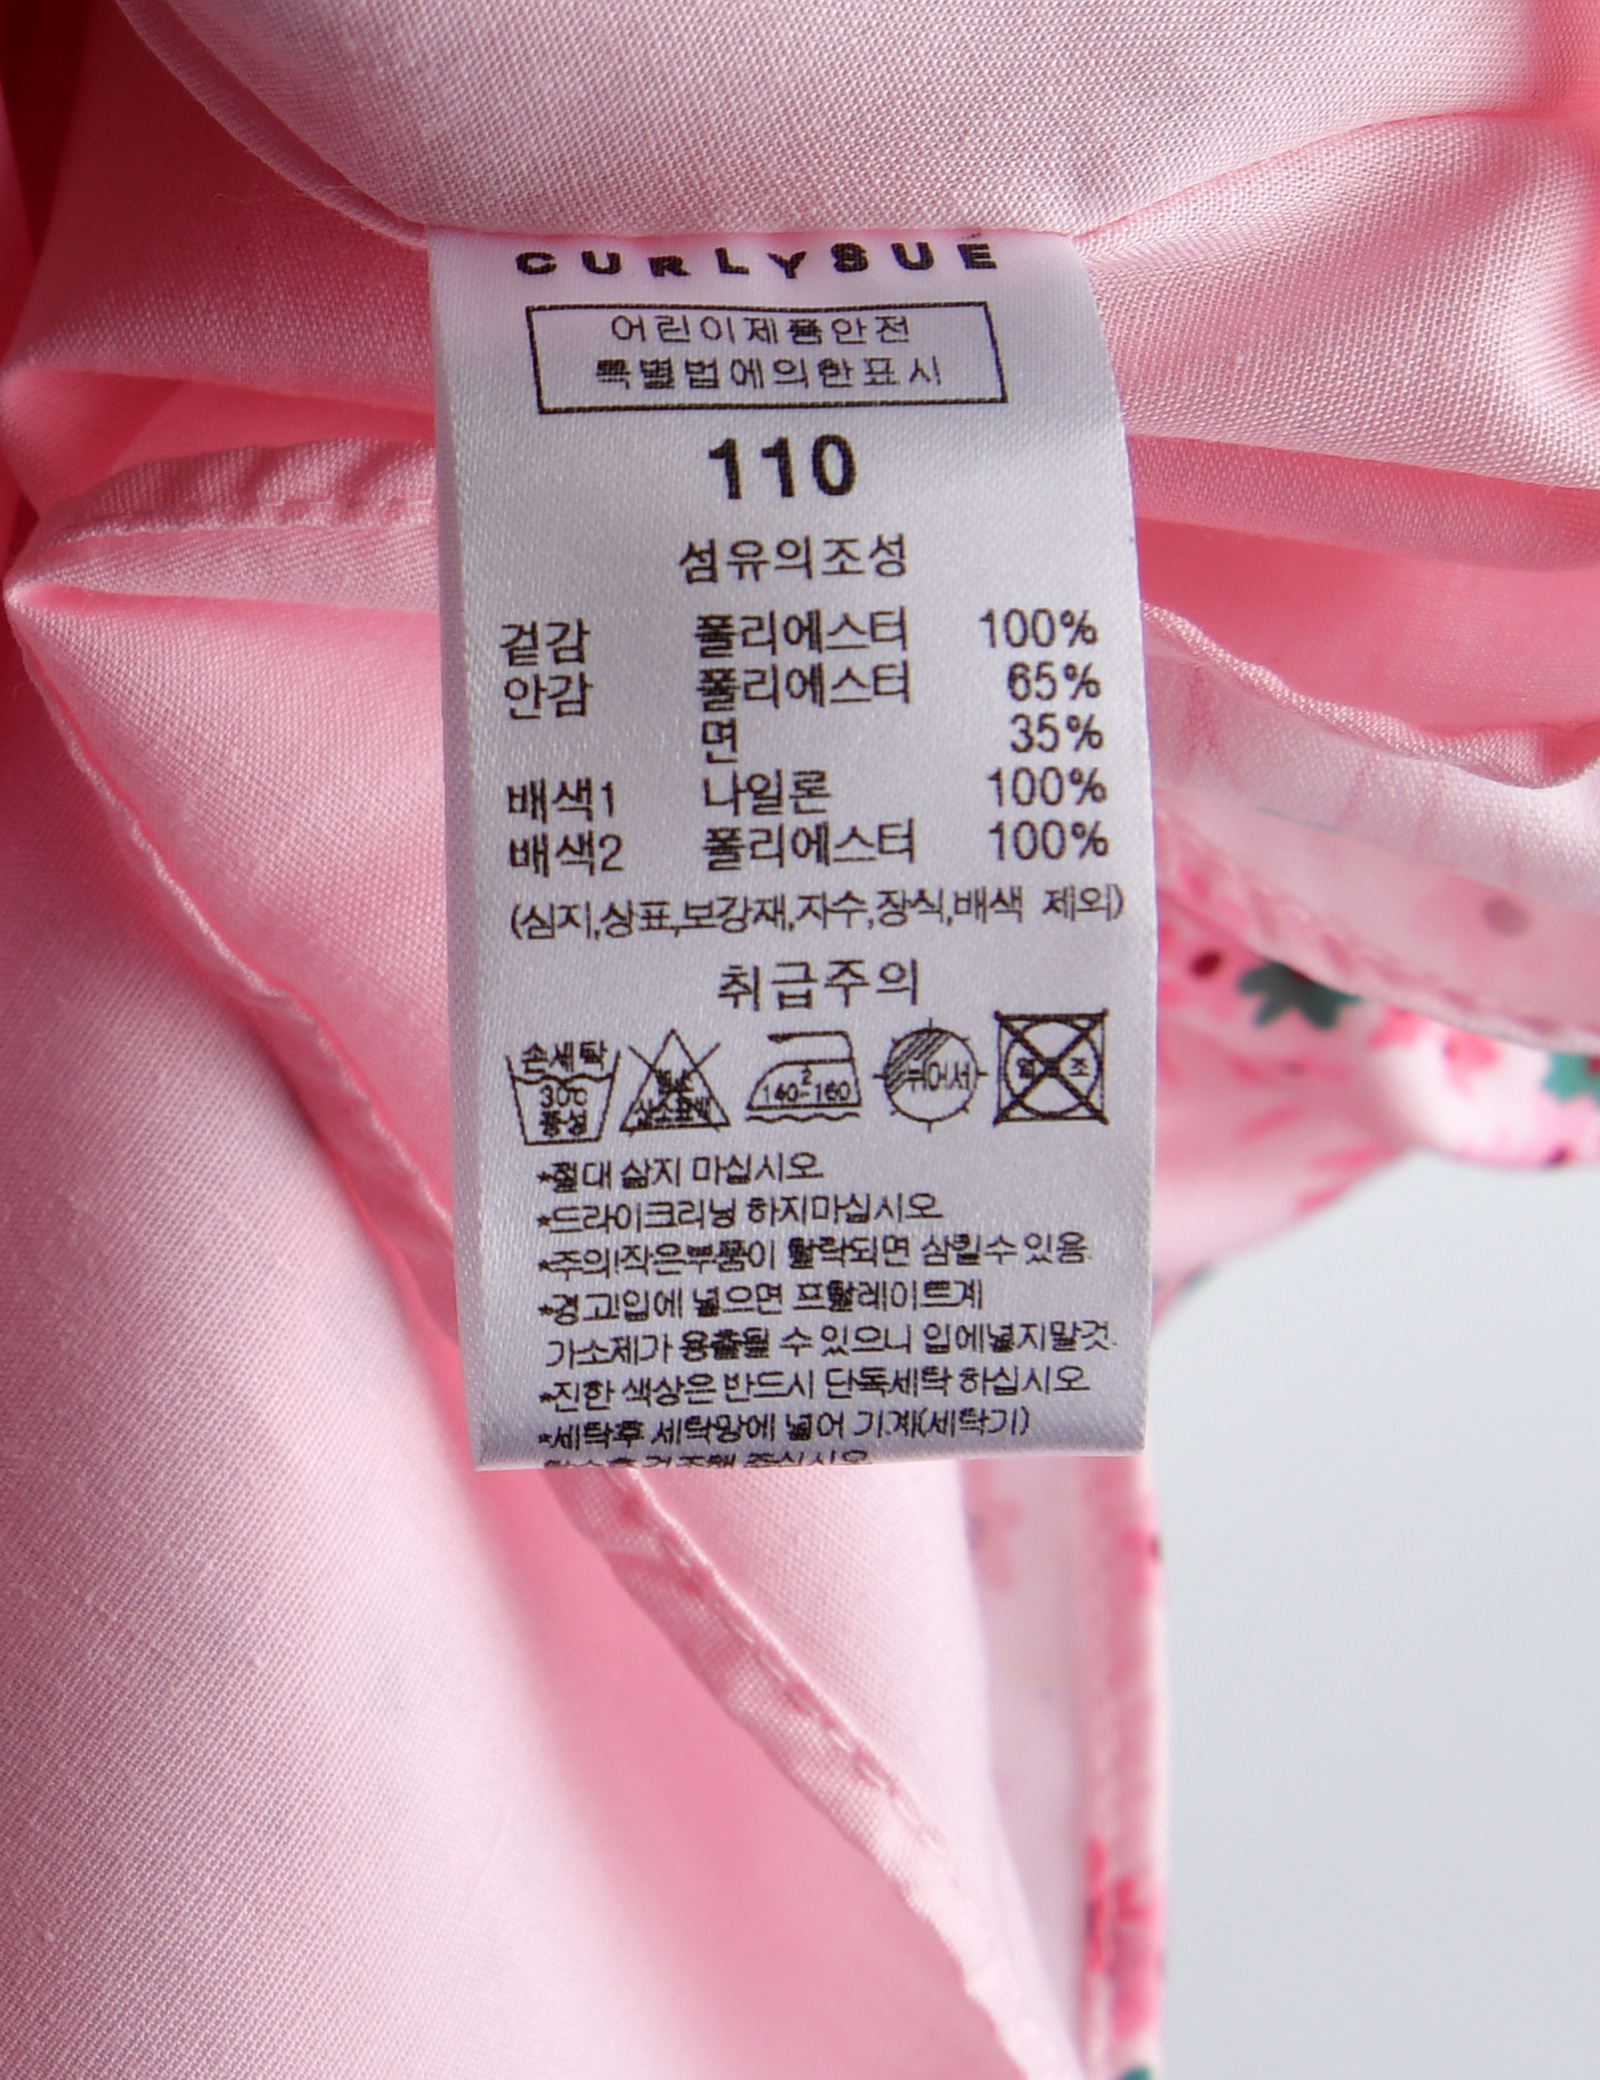 CURLYSUE
어린이제품안전
특별법에의한표시
110
섬유의조성
겉감 폴리에스터 100%
안감 폴리에스터 65%
면 35%
배색1 나일론 100%
배색2 폴리에스터 100%
(심지,상표,보강재,자수,장식,배색 제외)
취급주의
손세탁
30℃
중성
2
140-160
뉘어서
*절대 삶지 마십시오
*드라이크리닝 하지마십시오
*주의!작은부품이 탈락되면 삼킬수 있음.
*경고!입에 넣으면 프탈레이트계
가소제가 용출될 수 있으니 입에넣지말것.
*진한 색상은 반드시 단독세탁 하십시오
*세탁후 세탁망에 넣어 기계(세탁기)